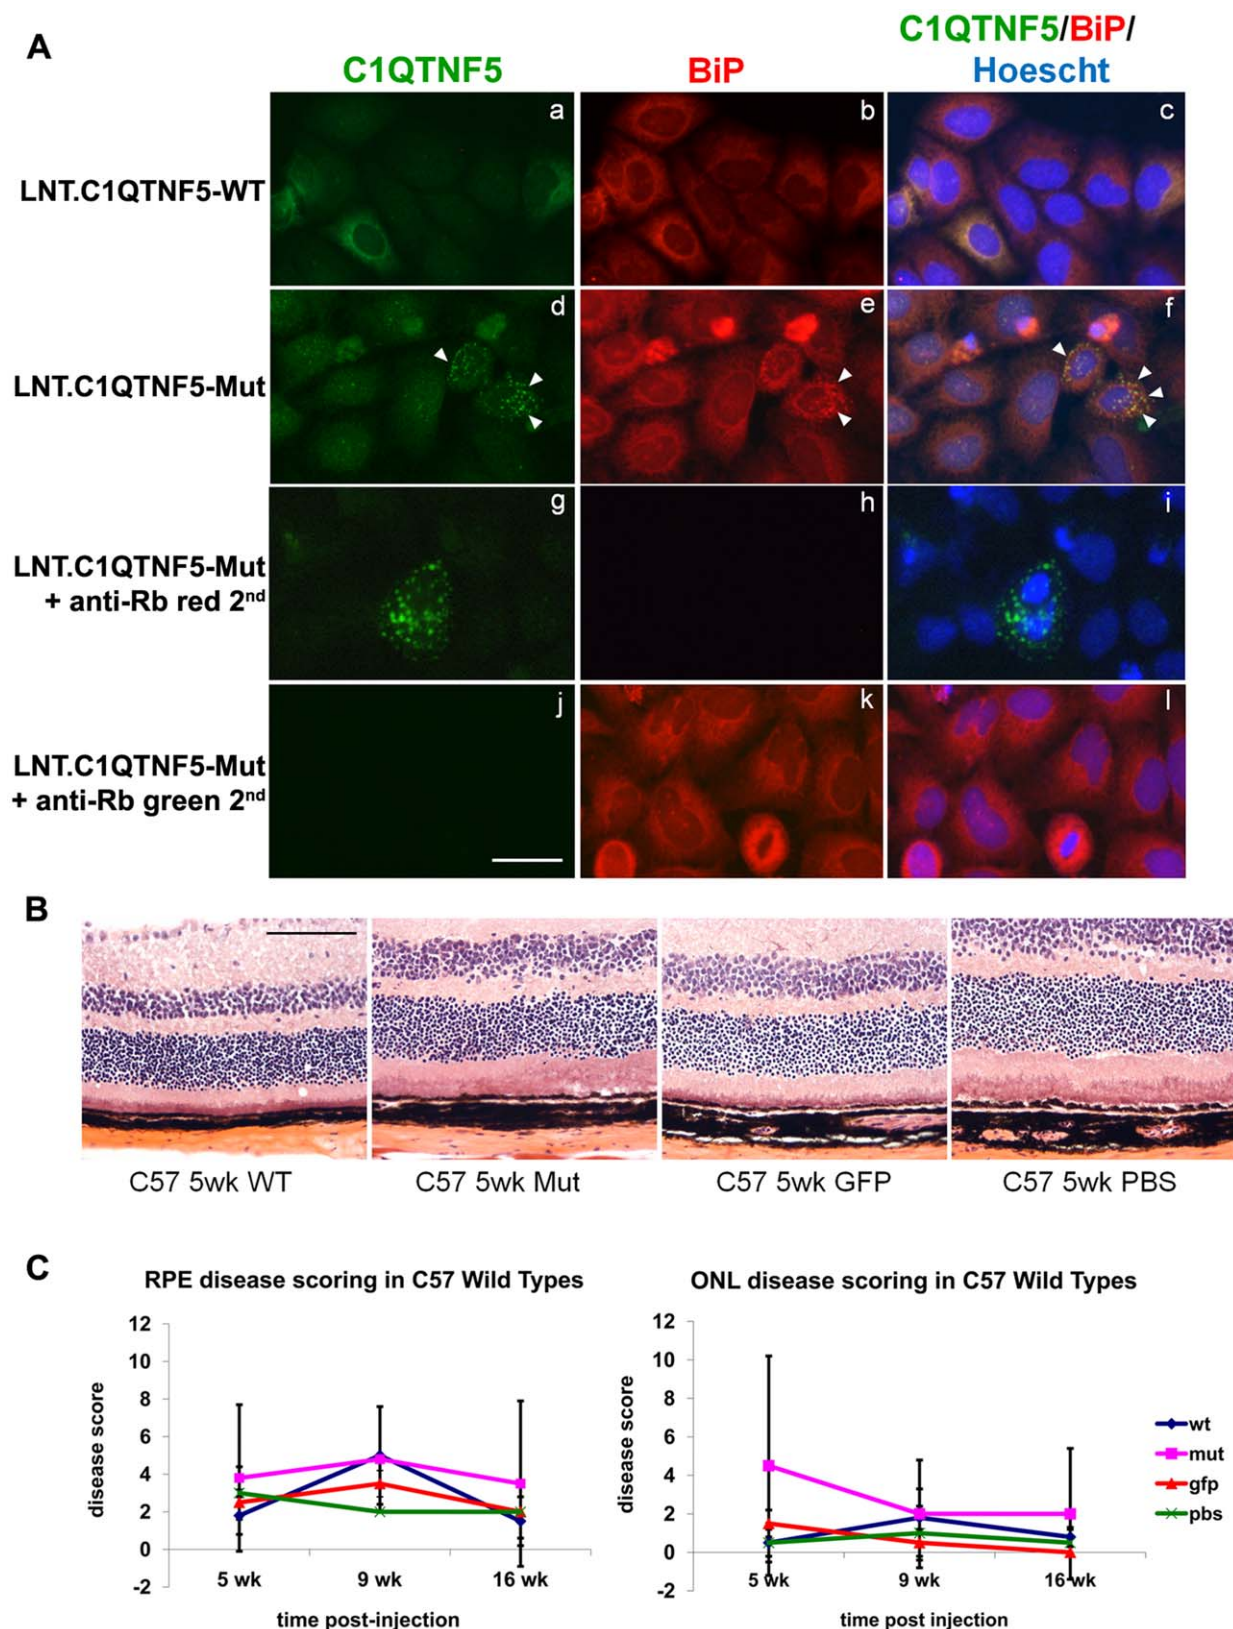 A
C1QTNF5
BiP
C1QTNF5/BiP/
Hoescht
LNT.C1QTNF5-WT
a
b
c
LNT.C1QTNF5-Mut
d
e
f
LNT.C1QTNF5-Mut
+ anti-Rb red 2nd
g
h
i
LNT.C1QTNF5-Mut
+ anti-Rb green 2nd
j
k
l
B
C57 5wk WT
C57 5wk Mut
C57 5wk GFP
C57 5wk PBS
C
RPE disease scoring in C57 Wild Types
disease score
12
10
8
6
4
2
0
-2
5 wk
9 wk
16 wk
time post-injection
ONL disease scoring in C57 Wild Types
disease score
12
10
8
6
4
2
0
-2
5 wk
9 wk
16 wk
time post injection
wt
mut
gfp
pbs